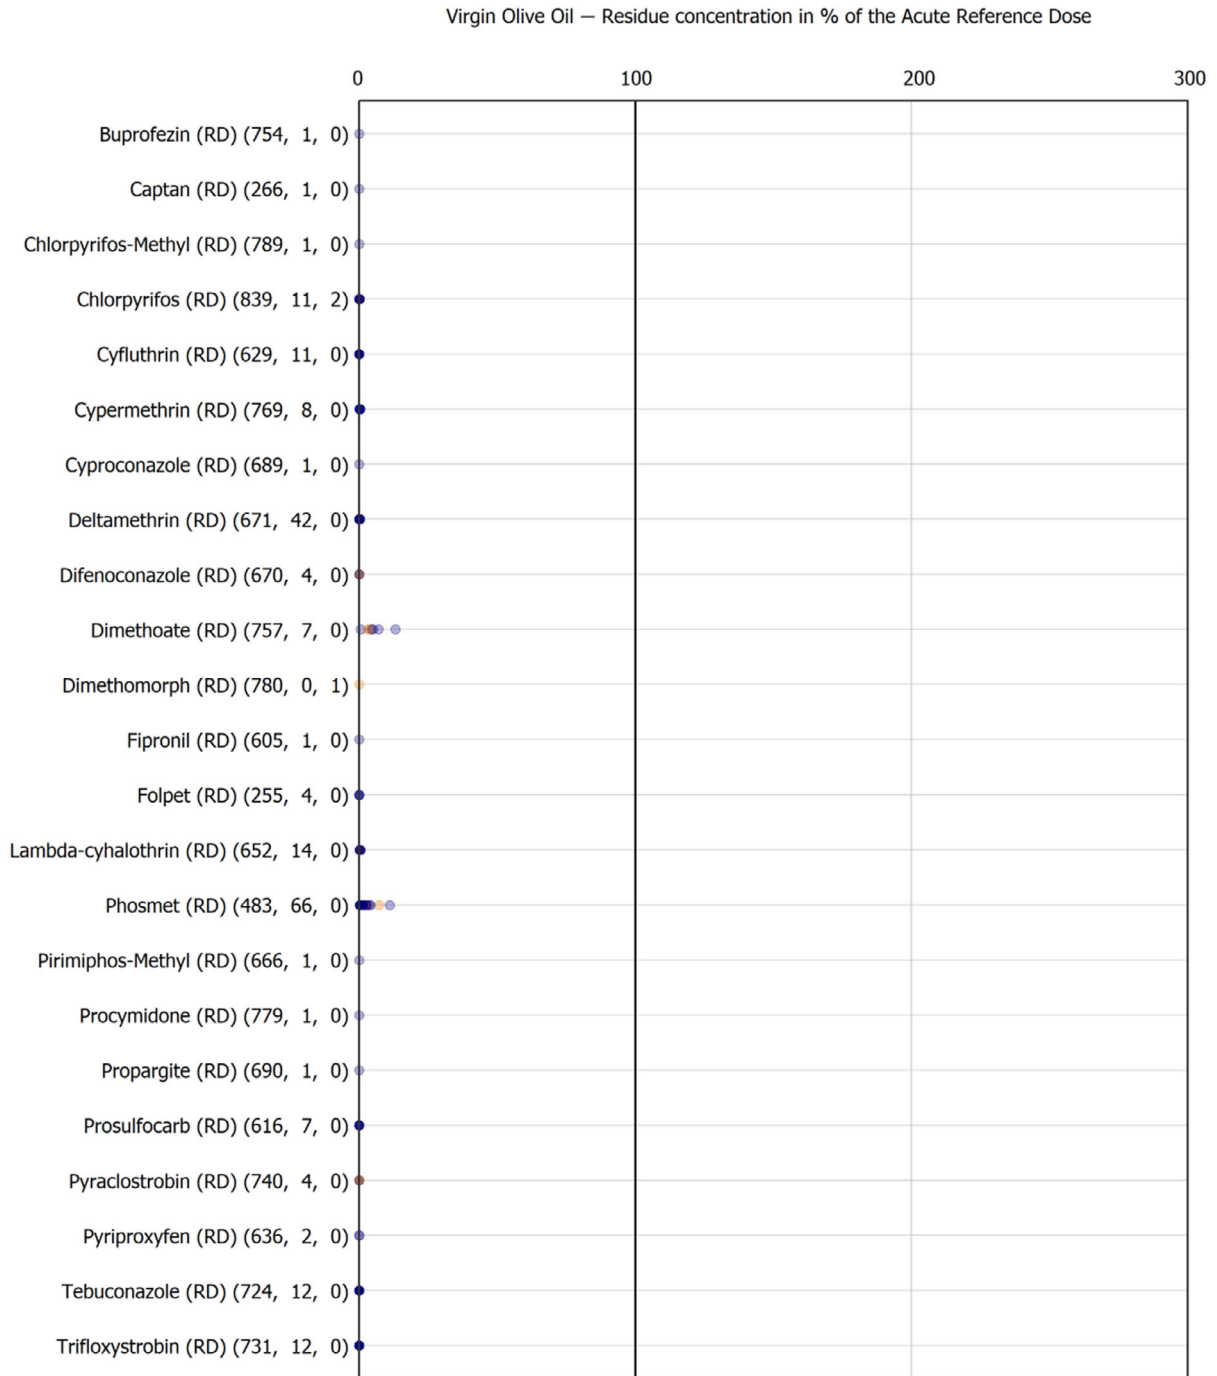 Virgin Olive Oil — Residue concentration in % of the Acute Reference Dose
0 100 200 300
Buprofezin (RD) (754, 1, 0)
Captan (RD) (266, 1, 0)
Chlorpyrifos-Methyl (RD) (789, 1, 0)
Chlorpyrifos (RD) (839, 11, 2)
Cyfluthrin (RD) (629, 11, 0)
Cypermethrin (RD) (769, 8, 0)
Cyproconazole (RD) (689, 1, 0)
Deltamethrin (RD) (671, 42, 0)
Difenoconazole (RD) (670, 4, 0)
Dimethoate (RD) (757, 7, 0)
Dimethomorph (RD) (780, 0, 1)
Fipronil (RD) (605, 1, 0)
Folpet (RD) (255, 4, 0)
Lambda-cyhalothrin (RD) (652, 14, 0)
Phosmet (RD) (483, 66, 0)
Pirimiphos-Methyl (RD) (666, 1, 0)
Procymidone (RD) (779, 1, 0)
Propargite (RD) (690, 1, 0)
Prosulfocarb (RD) (616, 7, 0)
Pyraclostrobin (RD) (740, 4, 0)
Pyriproxyfen (RD) (636, 2, 0)
Tebuconazole (RD) (724, 12, 0)
Trifloxystrobin (RD) (731, 12, 0)